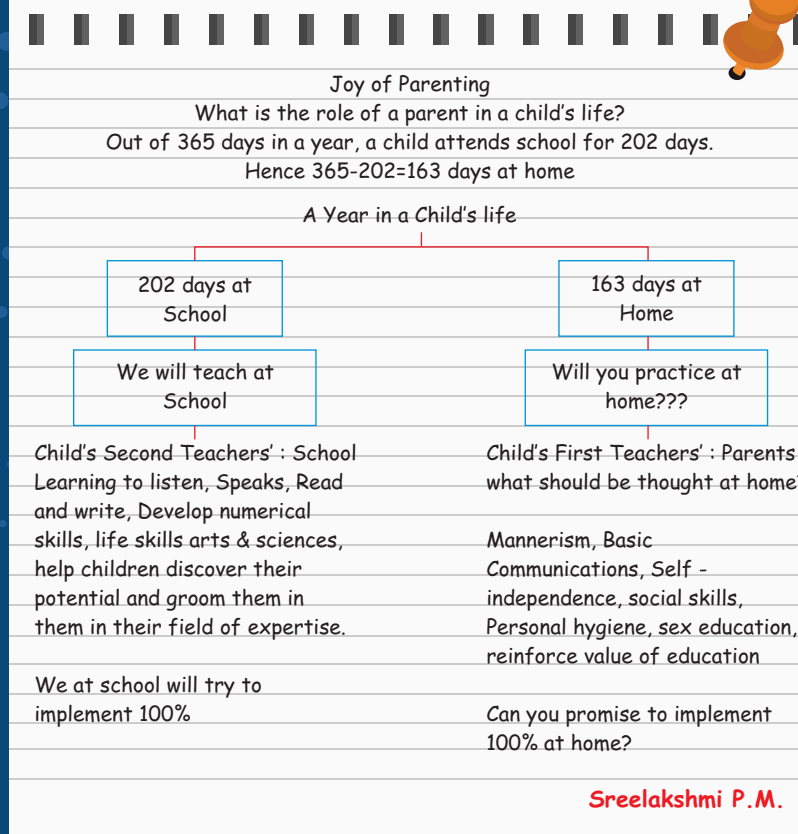 Joy of Parenting
What is the role of a parent in a child's life?
Out of 365 days in a year, a child attends school for 202 days.
Hence 365-202=163 days at home
A Year in a Child's life
202 days at
School
We will teach at
School
Child's Second Teachers' : School
Learning to listen, Speaks, Read
and write, Develop numerical
skills, life skills arts & sciences,
help children discover their
potential and groom them in
them in their field of expertise.
We at school will try to
implement 100%
163 days at
Home
Will you practice at
home???
Child's First Teachers' : Parents
what should be thought at home?
Mannerism, Basic
Communications, Self -
independence, social skills,
Personal hygiene, sex education,
reinforce value of education
Can you promise to implement
100% at home?
Sreelakshmi P.M.